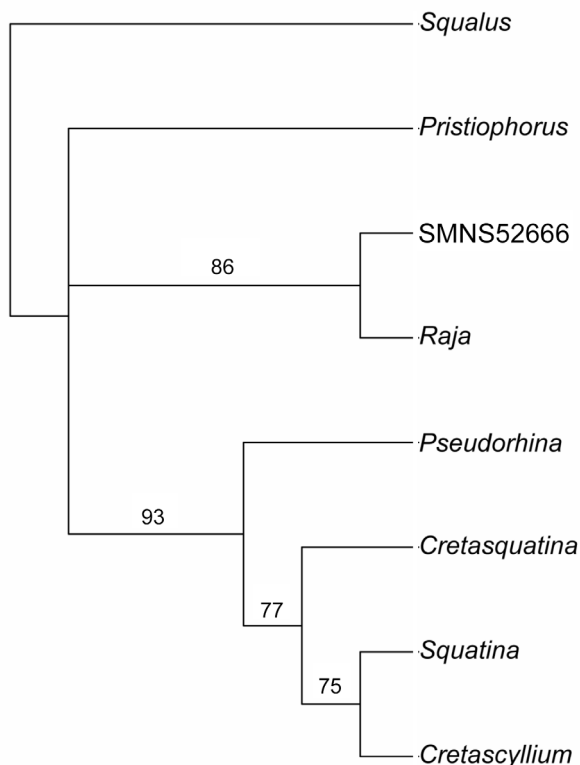 Squalus
Pristiophorus
SMNS52666
86
Raja
Pseudorhina
93
Cretasquatina
77
Squatina
75
Cretascyllium